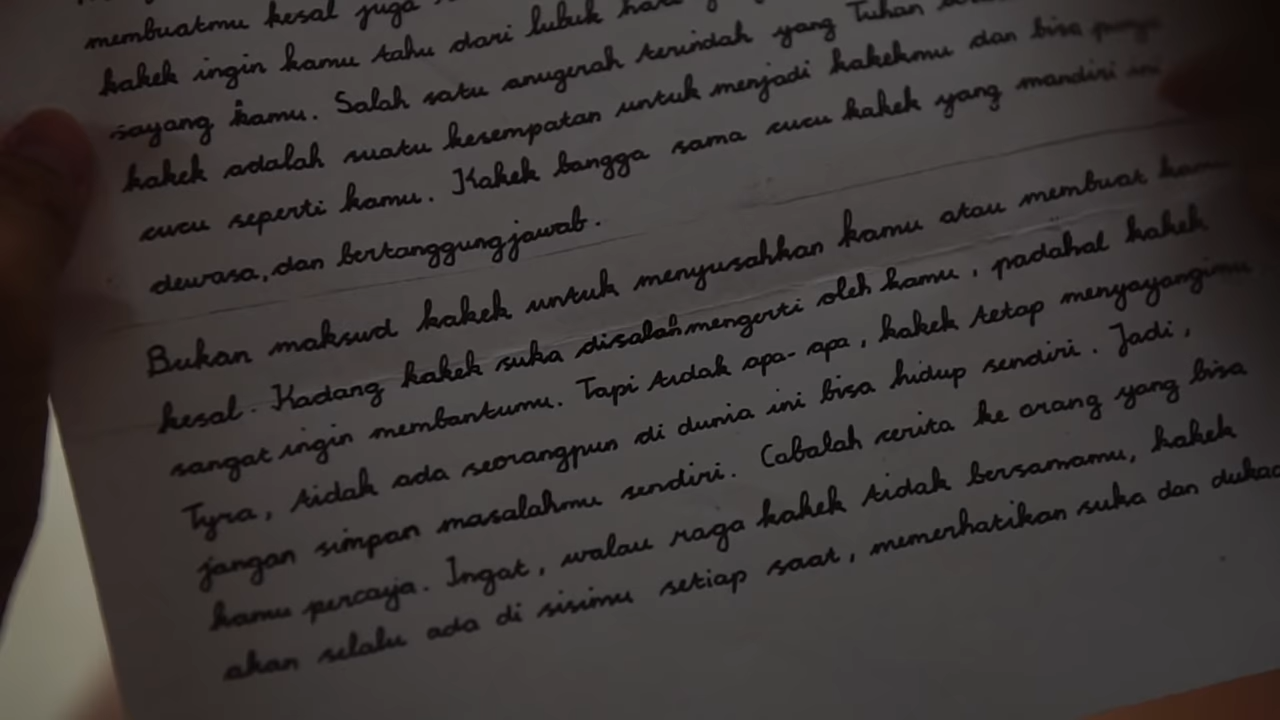 membuatmu kesal juga
kakek ingin kamu tahu dari lubuk hati
sayang kamu. Salah satu anugerah terindah yang Tuhan
kakek adalah suatu kesempatan untuk menjadi kakekmu dan bisa punya
cucu seperti kamu. Kakek bangga sama cucu kakek yang mandiri ini
dewasa, dan bertanggungjawab.
Bukan maksud kakek untuk menyusahkan kamu atau membuat kamu
kesal. Kadang kakek suka disalahmengerti oleh kamu, padahal kakek
sangat ingin membantumu. Tapi tidak apa-apa, kakek tetap menyayangimu
Tyra, tidak ada seorangpun di dunia ini bisa hidup sendiri. Jadi,
jangan simpan masalahmu sendiri. Cobalah cerita ke orang yang bisa
kamu percaya. Ingat, walau raga kakek tidak bersamamu, kakek
akan selalu ada di sisimu setiap saat, memerhatikan suka dan duka